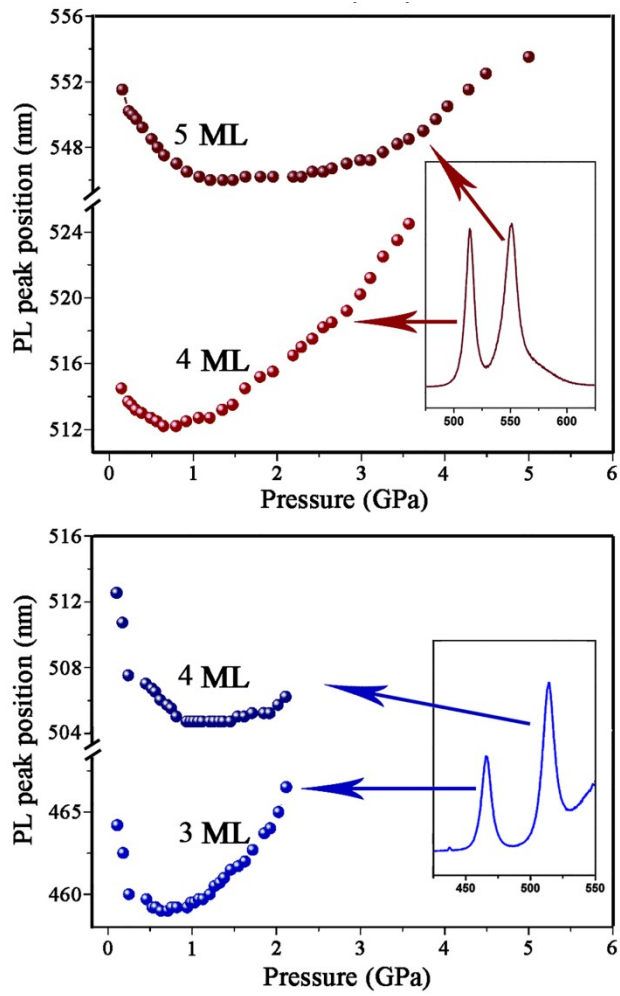 556
552
548
524
520
516
512
PL peak position (nm)
5 ML
4 ML
500 550 600
0 1 2 3 4 5 6
Pressure (GPa)
516
512
508
504
465
460
PL peak position (nm)
4 ML
3 ML
450 500 550
0 1 2 3 4 5 6
Pressure (GPa)